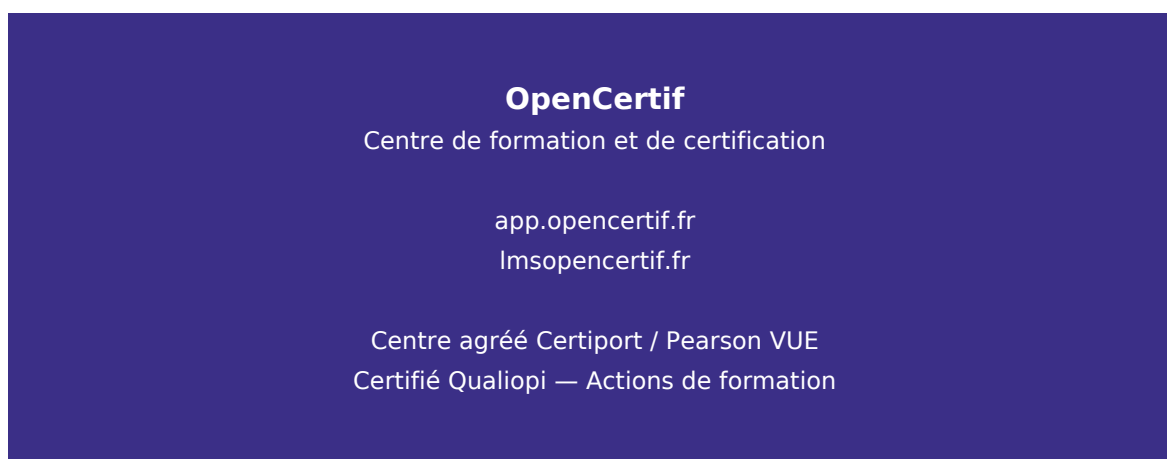 OpenCertif
Centre de formation et de certification
app.opencertif.fr
lmsopencertif.fr
Centre agréé Certiport / Pearson VUE
Certifié Qualiopi — Actions de formation